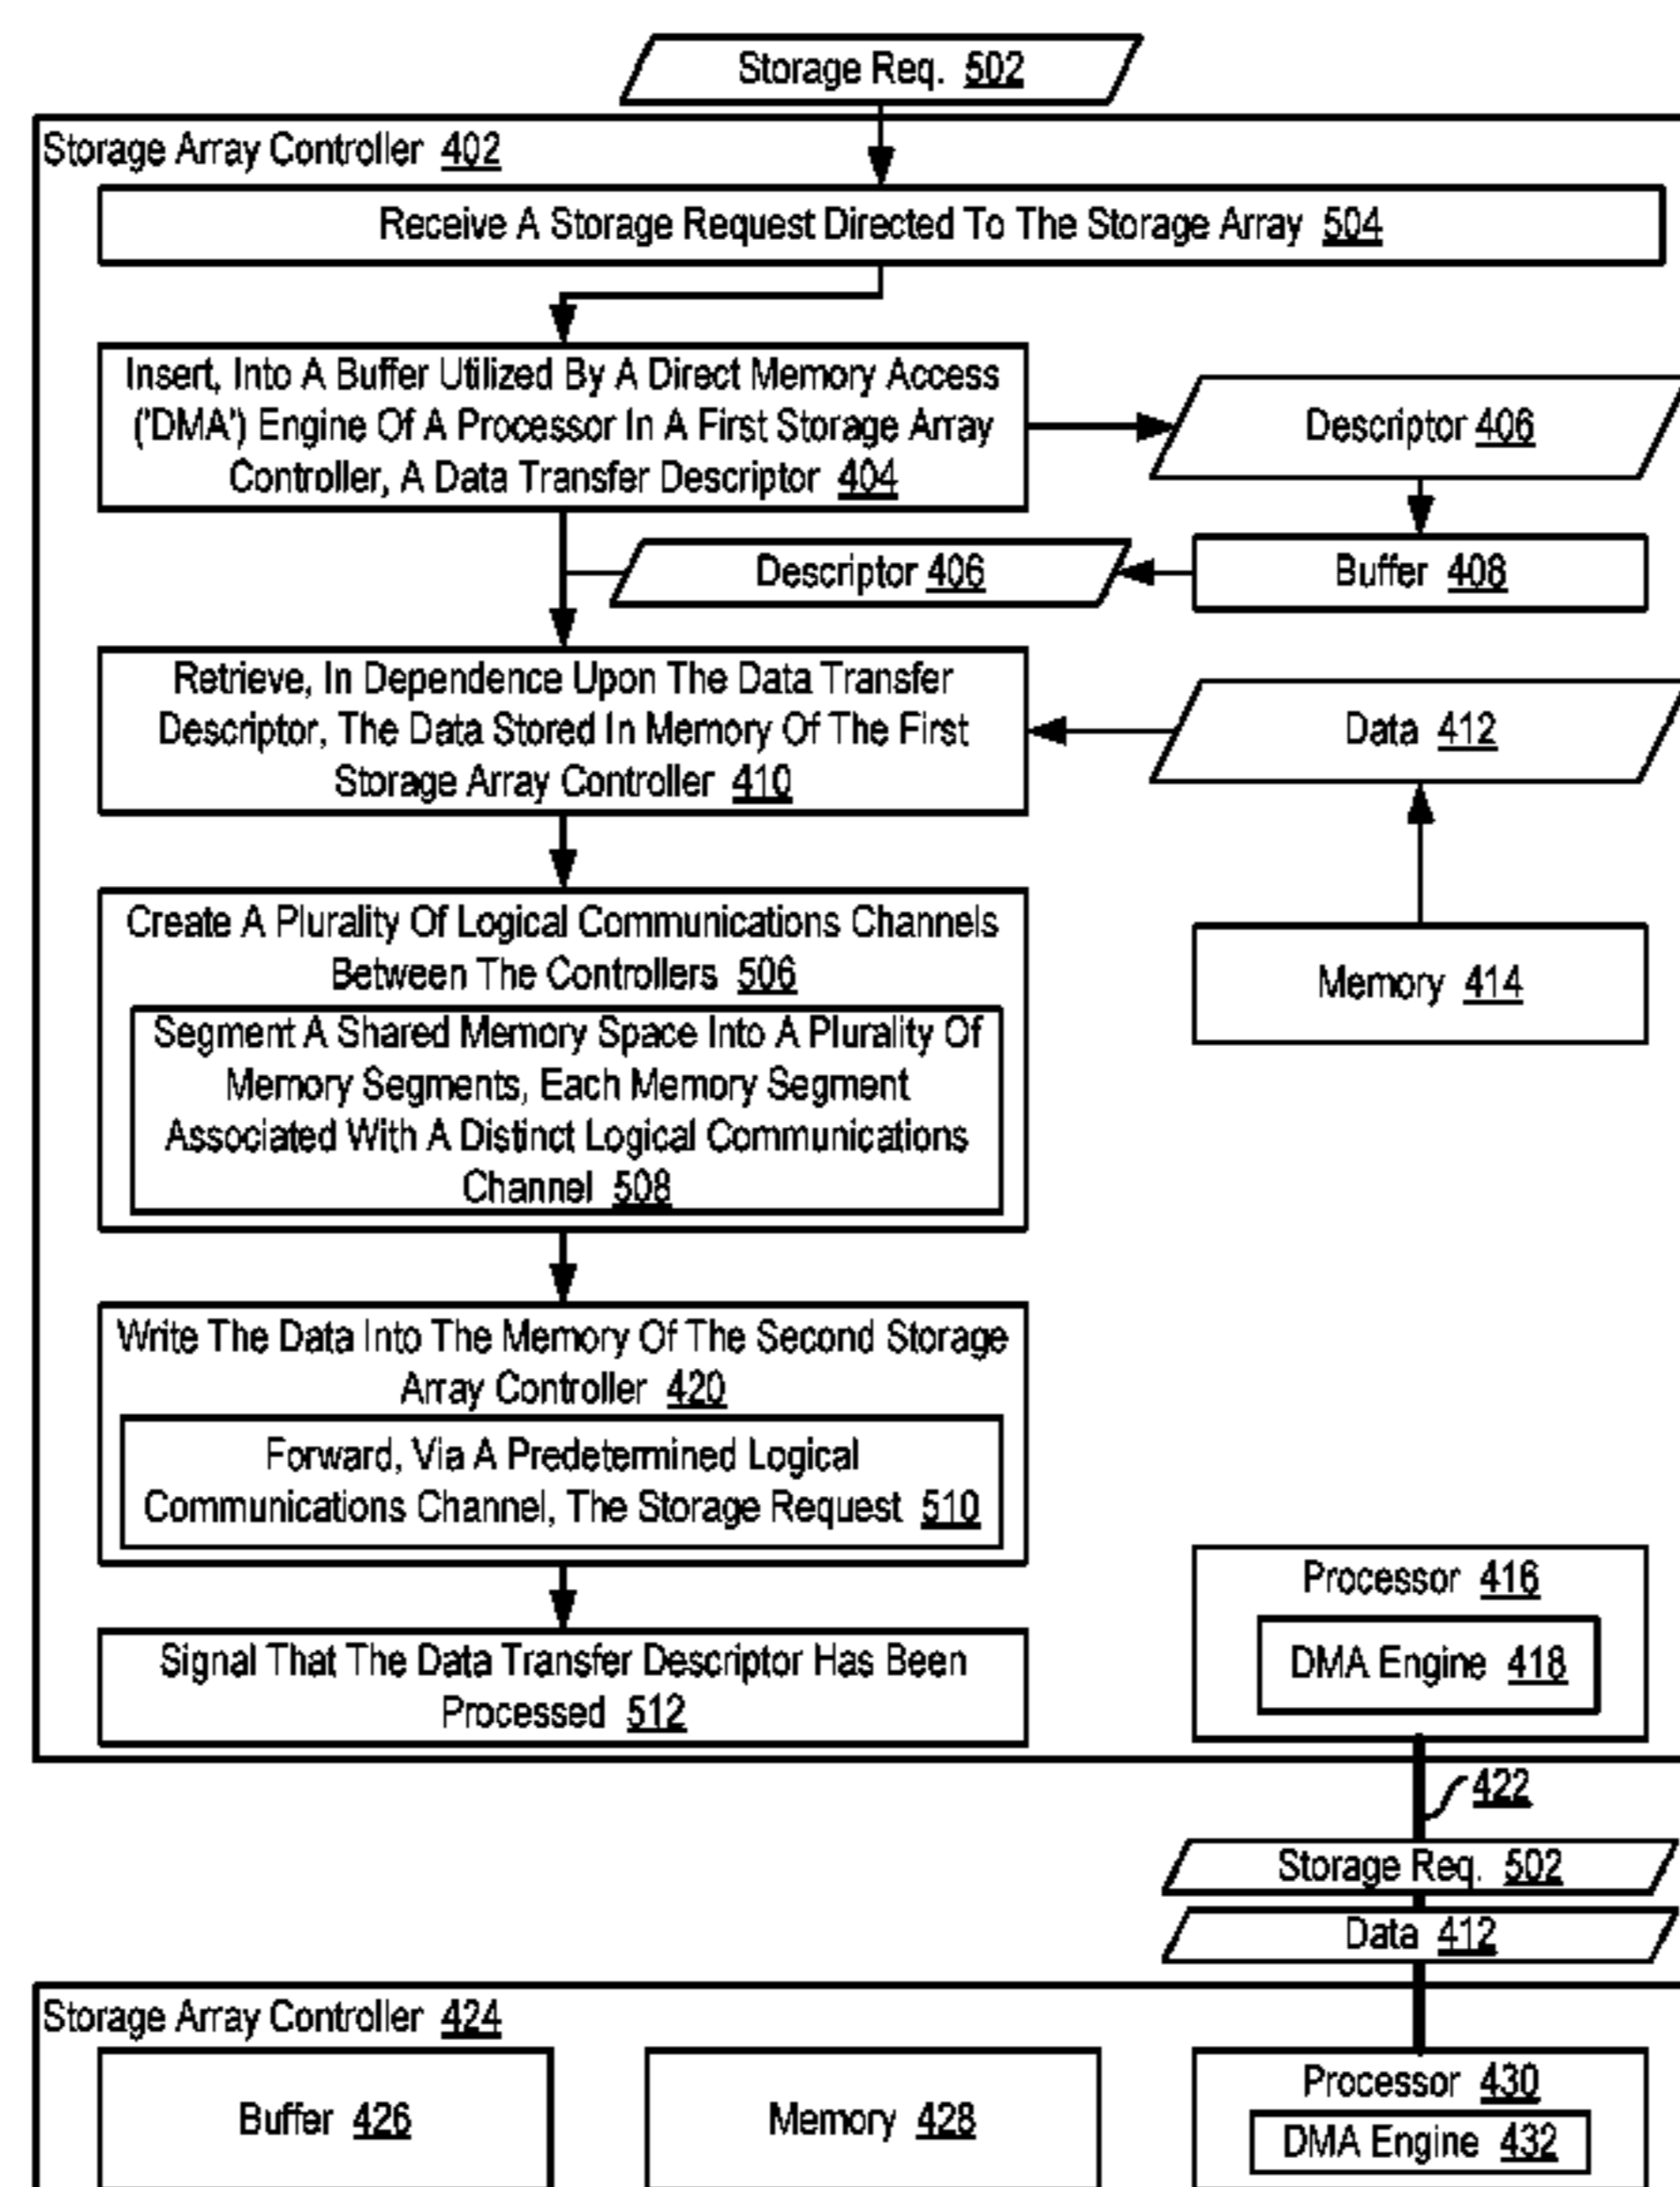 Storage Req. 502
Storage Array Controller 402
Receive A Storage Request Directed To The Storage Array 504
Insert, Into A Buffer Utilized By A Direct Memory Access
('DMA') Engine Of A Processor In A First Storage Array
Controller, A Data Transfer Descriptor 404
Descriptor 406
Descriptor 406
Buffer 408
Retrieve, In Dependence Upon The Data Transfer
Descriptor, The Data Stored In Memory Of The First
Storage Array Controller 410
Data 412
Create A Plurality Of Logical Communications Channels
Between The Controllers 506
Segment A Shared Memory Space Into A Plurality Of
Memory Segments, Each Memory Segment
Associated With A Distinct Logical Communications
Channel 508
Memory 414
Write The Data Into The Memory Of The Second Storage
Array Controller 420
Forward, Via A Predetermined Logical
Communications Channel, The Storage Request 510
Signal That The Data Transfer Descriptor Has Been
Processed 512
Processor 416
DMA Engine 418
422
Storage Req. 502
Data 412
Storage Array Controller 424
Buffer 426
Memory 428
Processor 430
DMA Engine 432